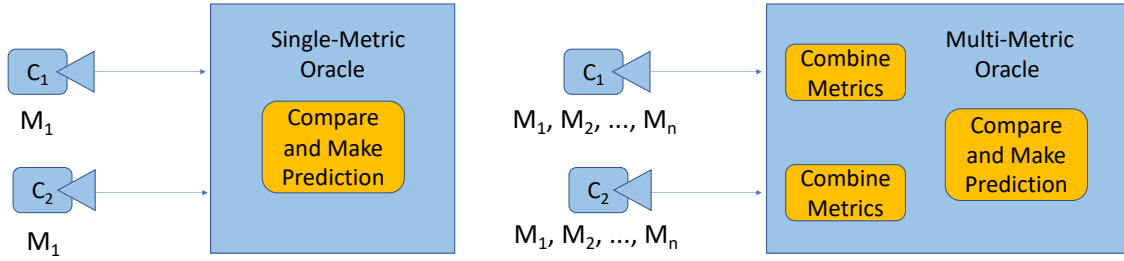 Single-Metric
Oracle
C₁
M₁
Compare
and Make
Prediction
C₂
M₁
Multi-Metric
Oracle
C₁
Combine
Metrics
M₁, M₂, ..., Mₙ
Compare
and Make
Prediction
C₂
Combine
Metrics
M₁, M₂, ..., Mₙ